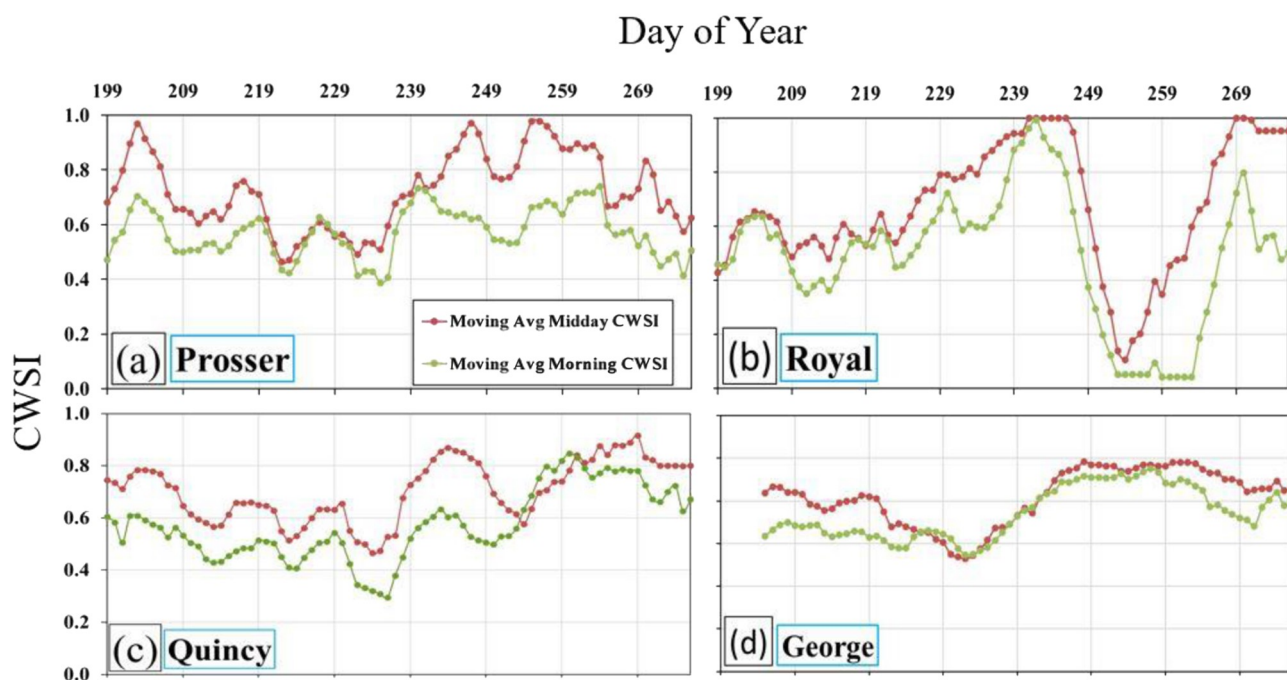 Day of Year
199 209 219 229 239 249 259 269
199 209 219 229 239 249 259 269
1.0
0.8
0.6
0.4
0.2
0.0
Moving Avg Midday CWSI
Moving Avg Morning CWSI
(a) Prosser
(b) Royal
CWSI
1.0
0.8
0.6
0.4
0.2
0.0
(c) Quincy
(d) George